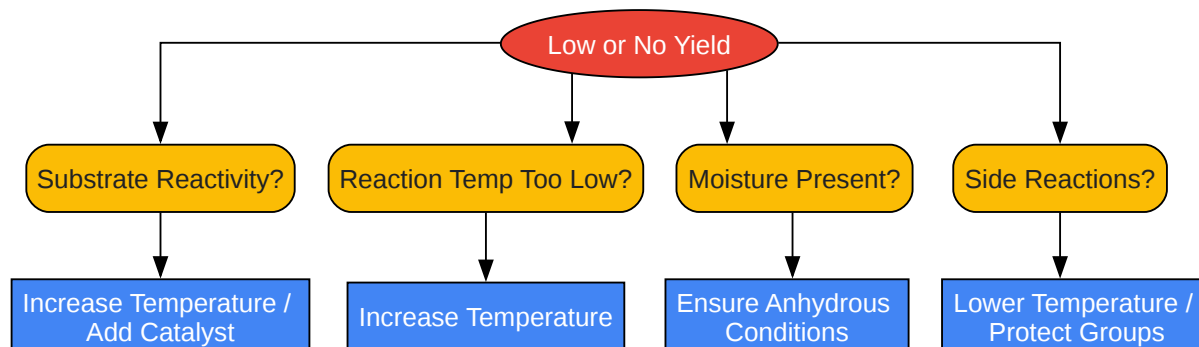 Low or No Yield
Substrate Reactivity?
Reaction Temp Too Low?
Moisture Present?
Side Reactions?
Increase Temperature /
Add Catalyst
Increase Temperature
Ensure Anhydrous
Conditions
Lower Temperature /
Protect Groups